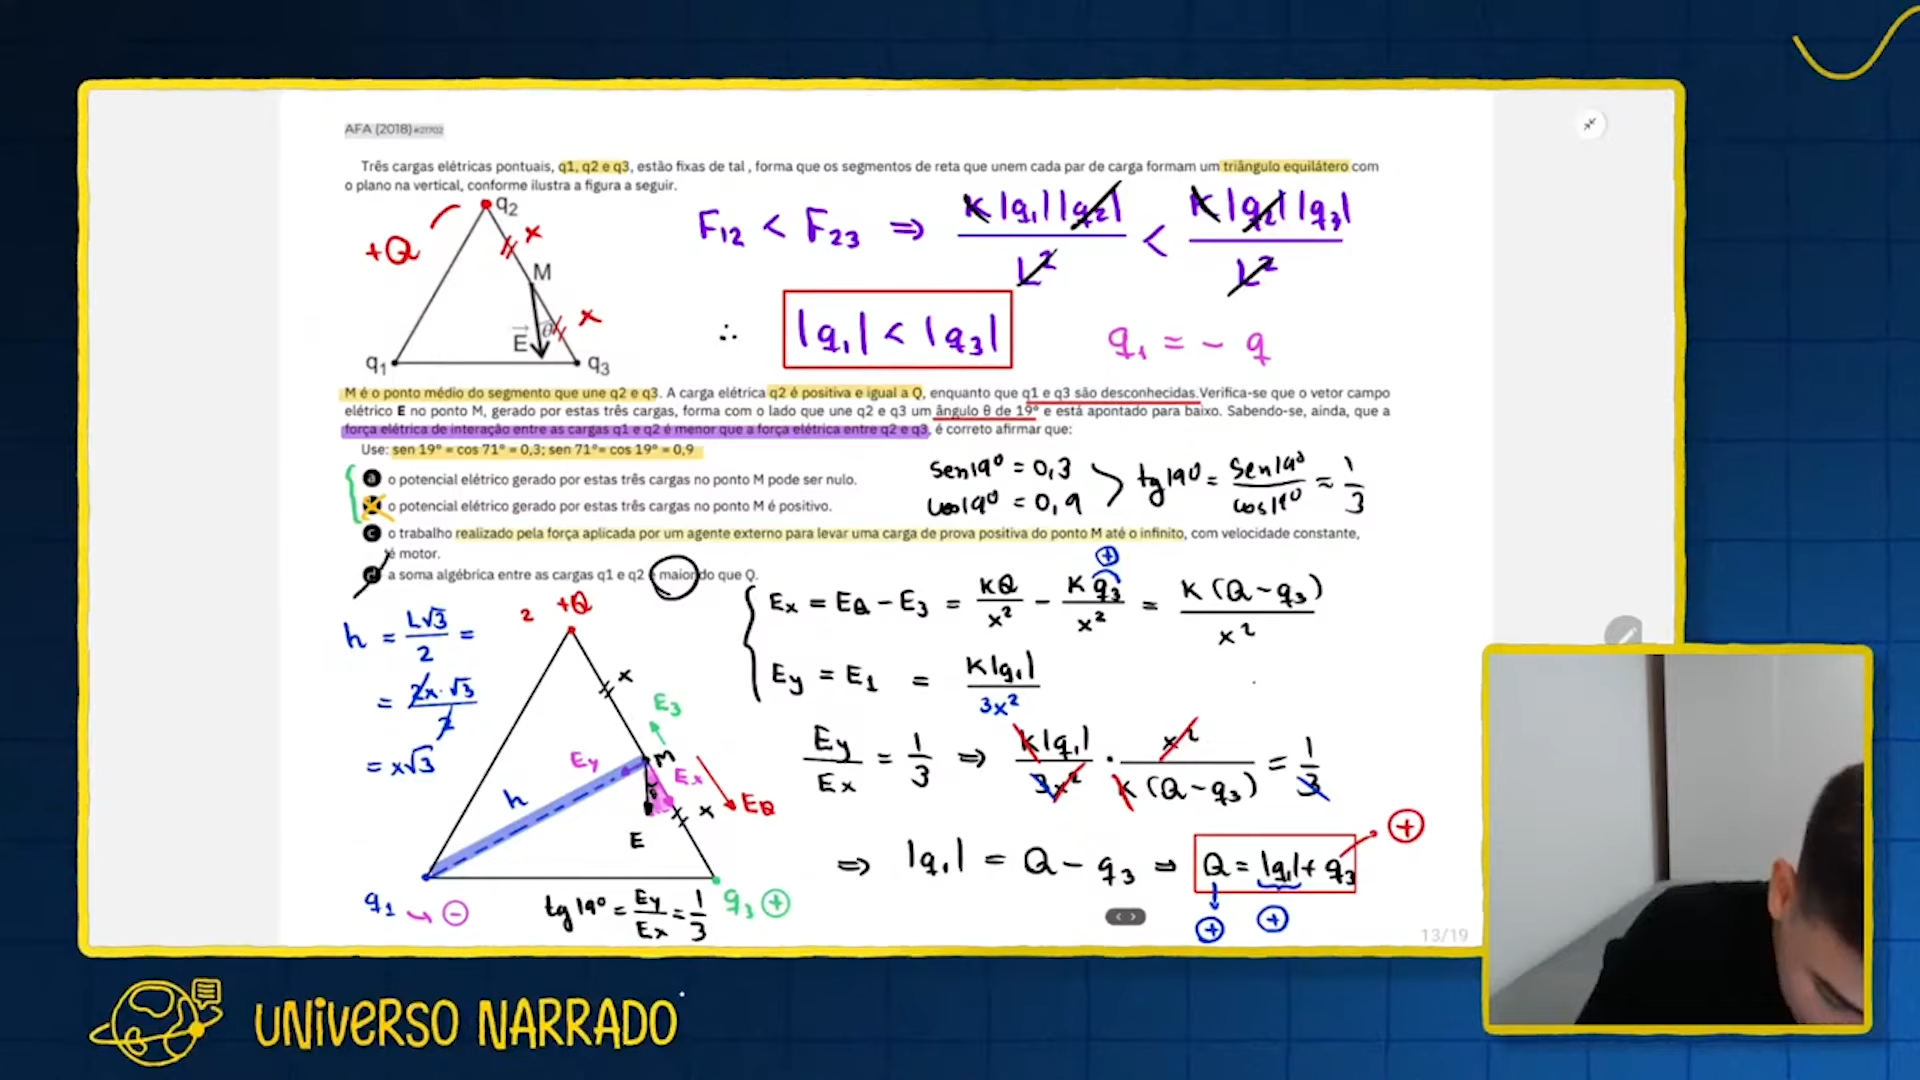 AFA (2018) #21702
Três cargas elétricas pontuais, q1, q2 e q3, estão fixas de tal , forma que os segmentos de reta que unem cada par de carga formam um triângulo equilátero com
o plano na vertical, conforme ilustra a figura a seguir.
q2
+Q
x
M
x
E θ
q1
q3
F12 < F23 ⇒ K|q1||q2| / L² < K|q2||q3| / L²
∴ |q1| < |q3|
q1 = - q
M é o ponto médio do segmento que une q2 e q3. A carga elétrica q2 é positiva e igual a Q, enquanto que q1 e q3 são desconhecidas.Verifica-se que o vetor campo
elétrico E no ponto M, gerado por estas três cargas, forma com o lado que une q2 e q3 um ângulo θ de 19° e está apontado para baixo. Sabendo-se, ainda, que a
força elétrica de interação entre as cargas q1 e q2 é menor que a força elétrica entre q2 e q3, é correto afirmar que:
Use: sen 19° = cos 71° = 0,3; sen 71°= cos 19° = 0,9
a o potencial elétrico gerado por estas três cargas no ponto M pode ser nulo.
o potencial elétrico gerado por estas três cargas no ponto M é positivo.
c o trabalho realizado pela força aplicada por um agente externo para levar uma carga de prova positiva do ponto M até o infinito, com velocidade constante,
é motor.
d a soma algébrica entre as cargas q1 e q2 é maior do que Q.
sen19° = 0,3
cos19° = 0,9
tg19° = sen19° / cos19° = 1/3
h = L√3 / 2 =
= 2x·√3 / 2
= x√3
2 +Q
x
E3
M
Ey
Ex
h
θ
x
EQ
E
q1 → -
q3 +
tg19° = Ey / Ex = 1/3
+
Ex = EQ - E3 = KQ / x² - Kq3 / x² = K(Q-q3) / x²
Ey = E1 = K|q1| / 3x²
Ey / Ex = 1/3 ⇒ K|q1| / 3x² · x² / K(Q-q3) = 1/3
⇒ |q1| = Q - q3 ⇒ Q = |q1| + q3
+
+ +
13/19
UNIVERSO NARRADO